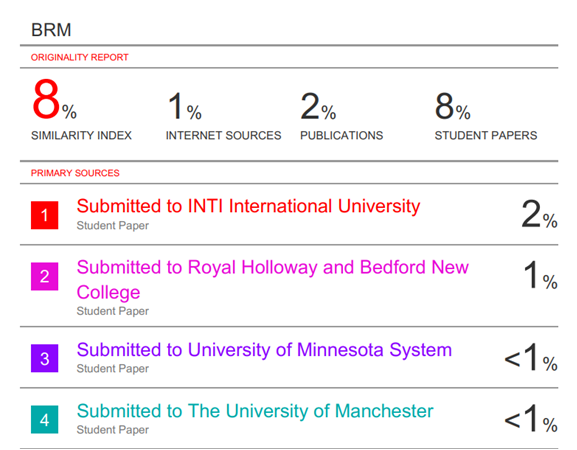 BRM
ORIGINALITY REPORT
8% 1% 2% 8%
SIMILARITY INDEX INTERNET SOURCES PUBLICATIONS STUDENT PAPERS
PRIMARY SOURCES
1 Submitted to INTI International University 2%
Student Paper
2 Submitted to Royal Holloway and Bedford New 1%
College
Student Paper
3 Submitted to University of Minnesota System <1%
Student Paper
4 Submitted to The University of Manchester <1%
Student Paper